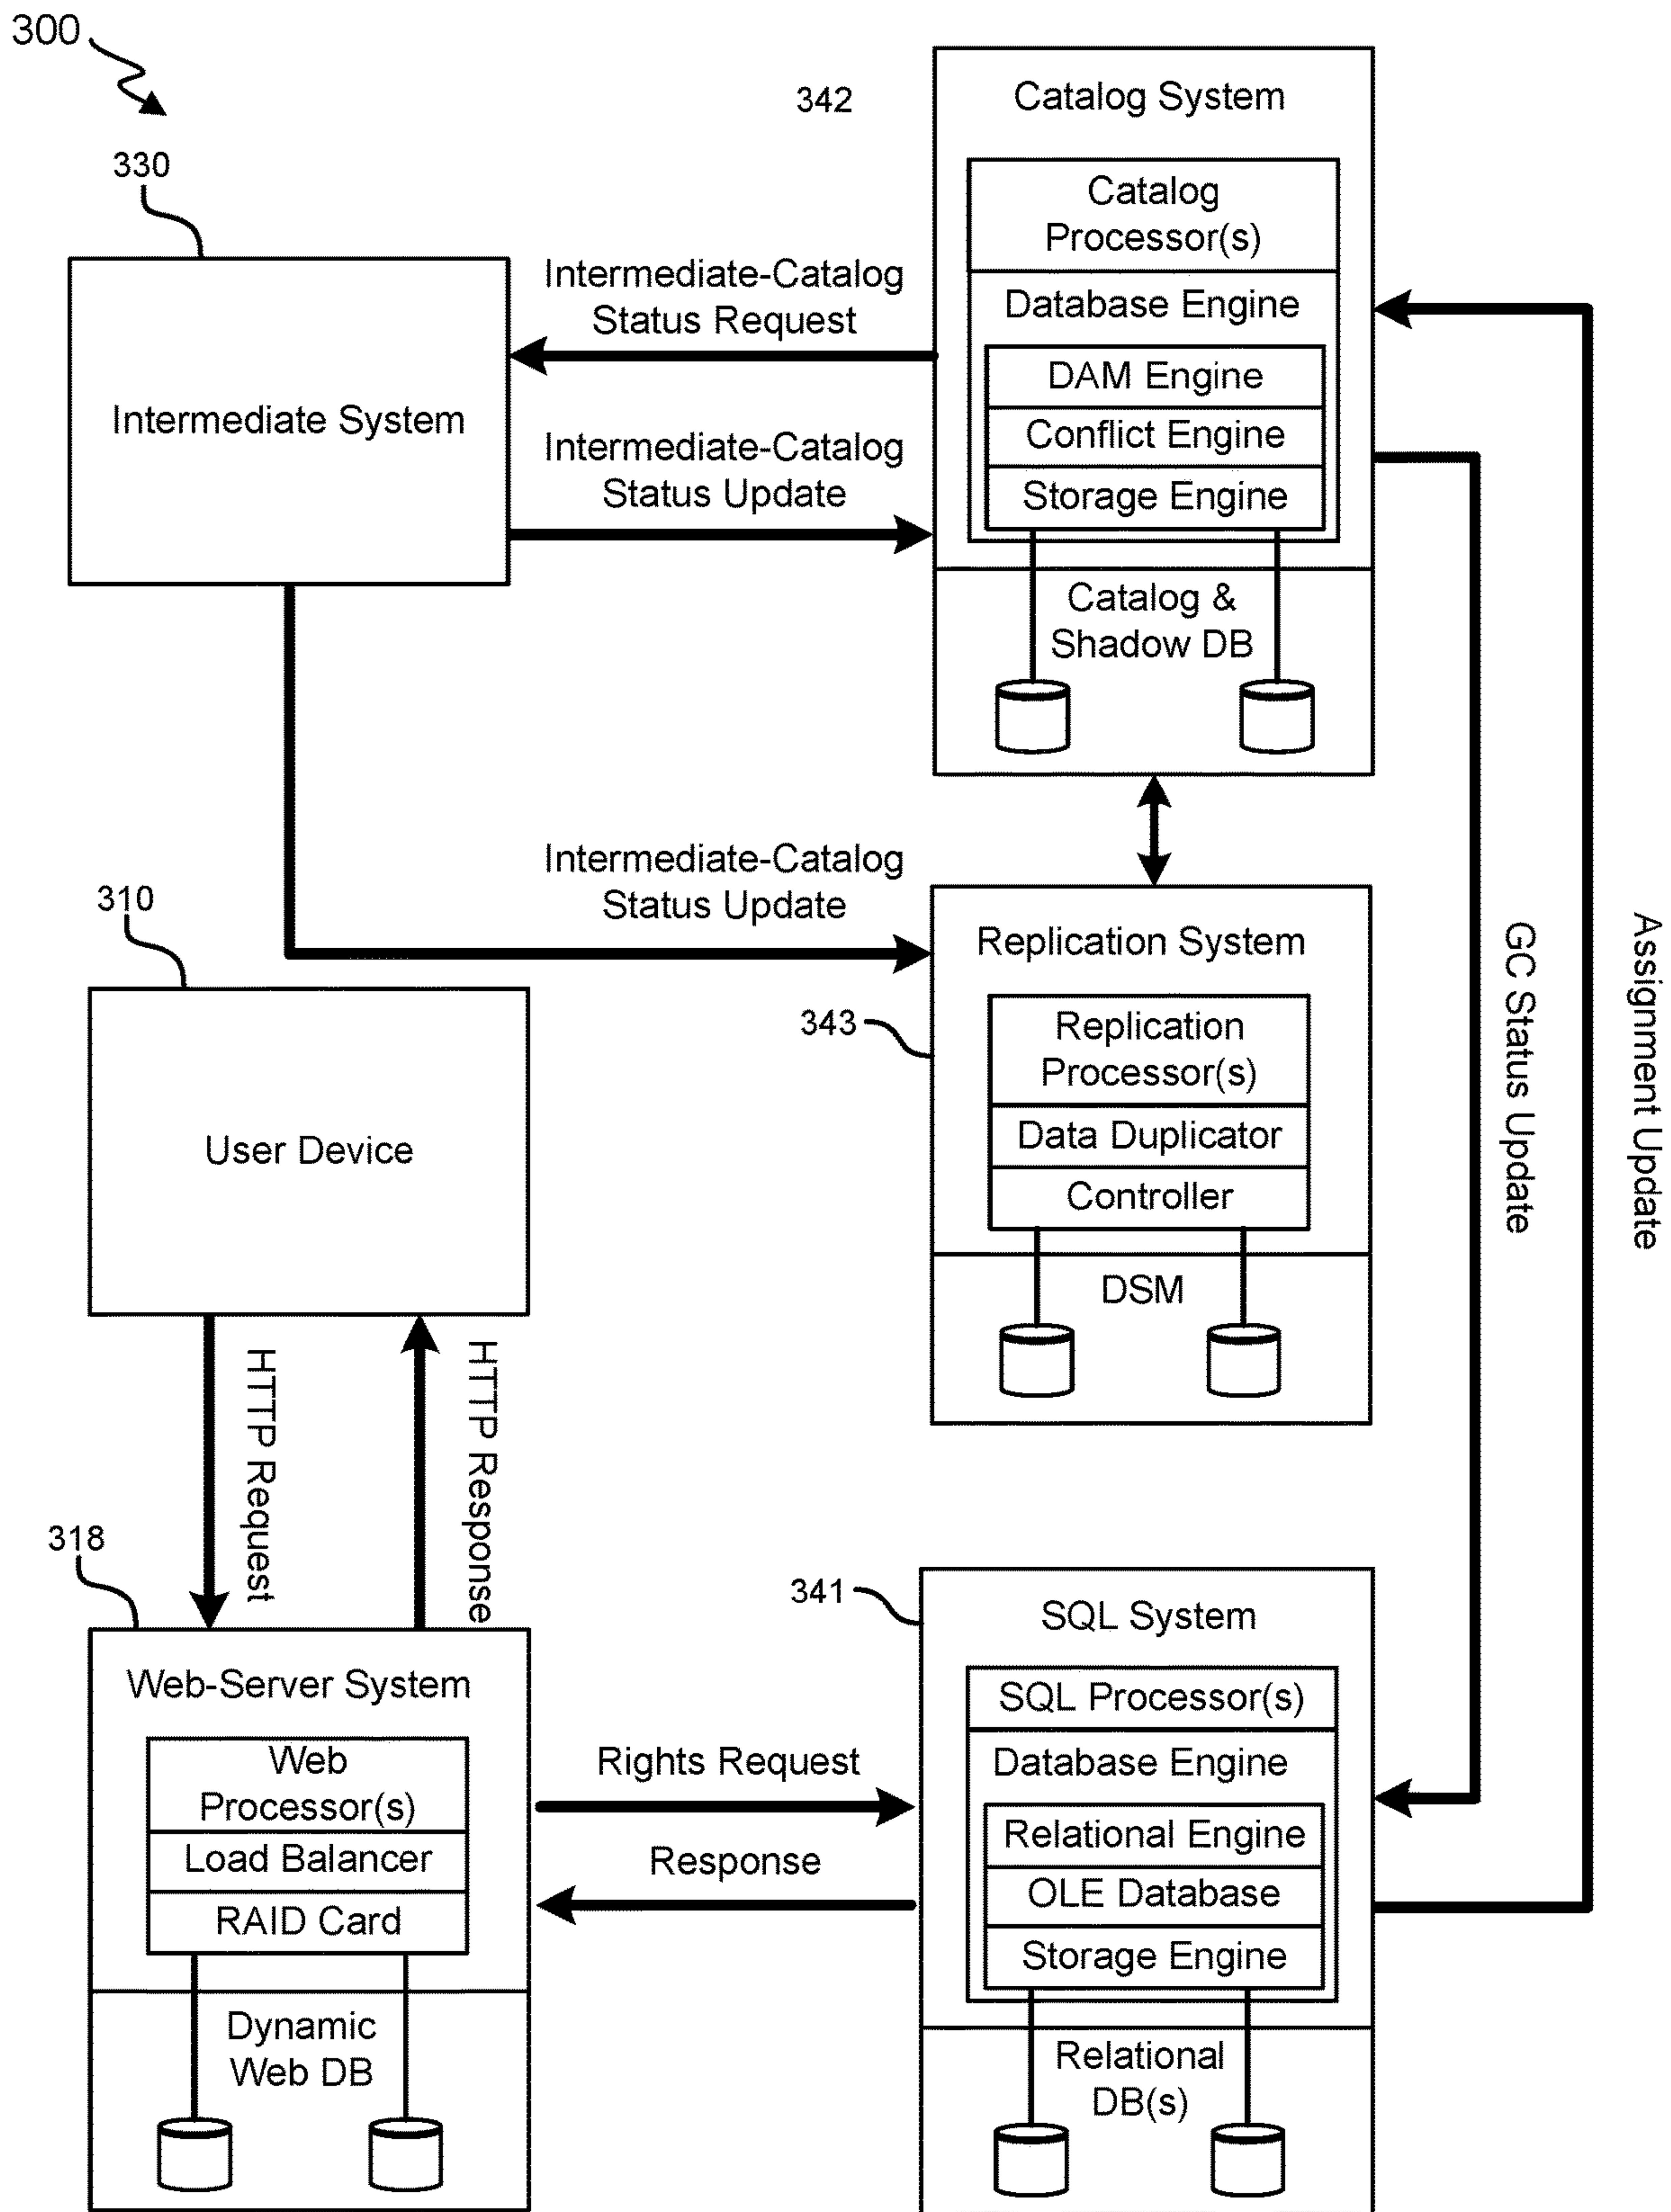 300
342
Catalog System
330
Catalog
Processor(s)
Intermediate-Catalog
Status Request
Database Engine
DAM Engine
Intermediate System
Conflict Engine
Intermediate-Catalog
Status Update
Storage Engine
Catalog &
Shadow DB
Intermediate-Catalog
Status Update
310
Replication System
GC Status Update
Assignment Update
343
Replication
Processor(s)
User Device
Data Duplicator
Controller
DSM
HTTP Request
HTTP Response
318
341
SQL System
Web-Server System
SQL Processor(s)
Web
Processor(s)
Rights Request
Database Engine
Relational Engine
Load Balancer
Response
OLE Database
RAID Card
Storage Engine
Dynamic
Web DB
Relational
DB(s)